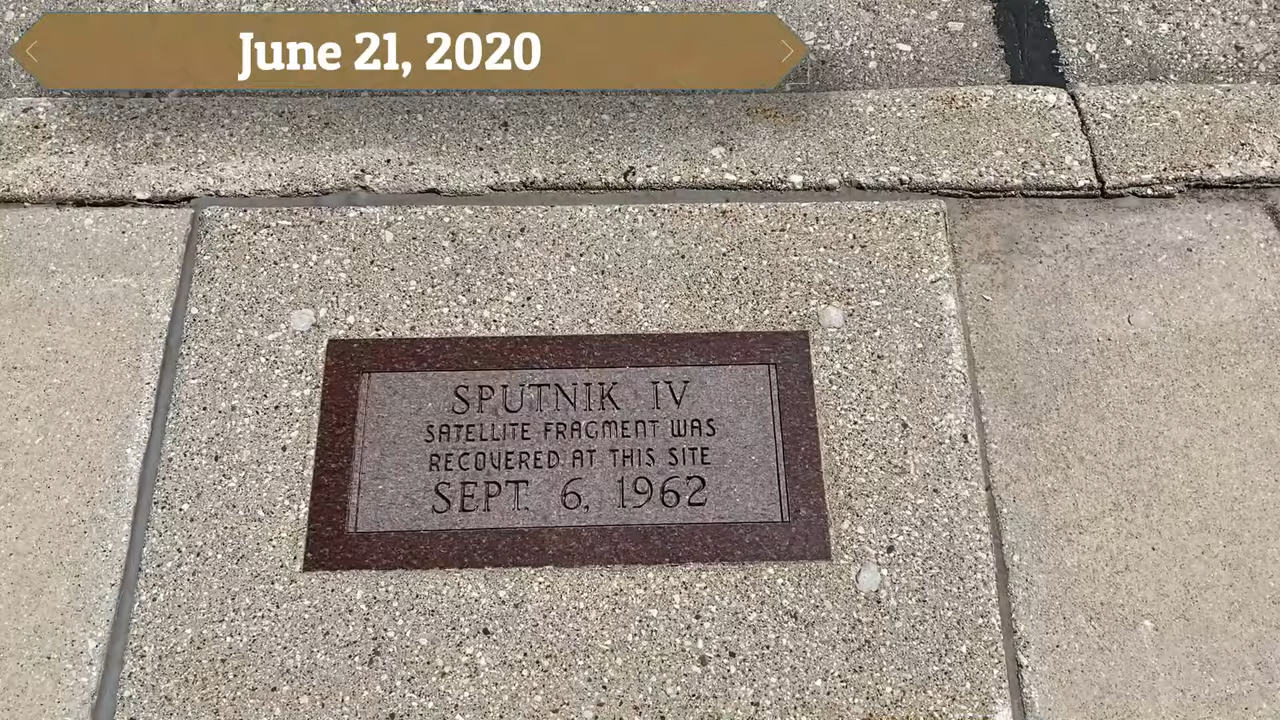 June 21, 2020
SPUTNIK IV
SATELLITE FRAGMENT WAS
RECOVERED AT THIS SITE
SEPT. 6, 1962